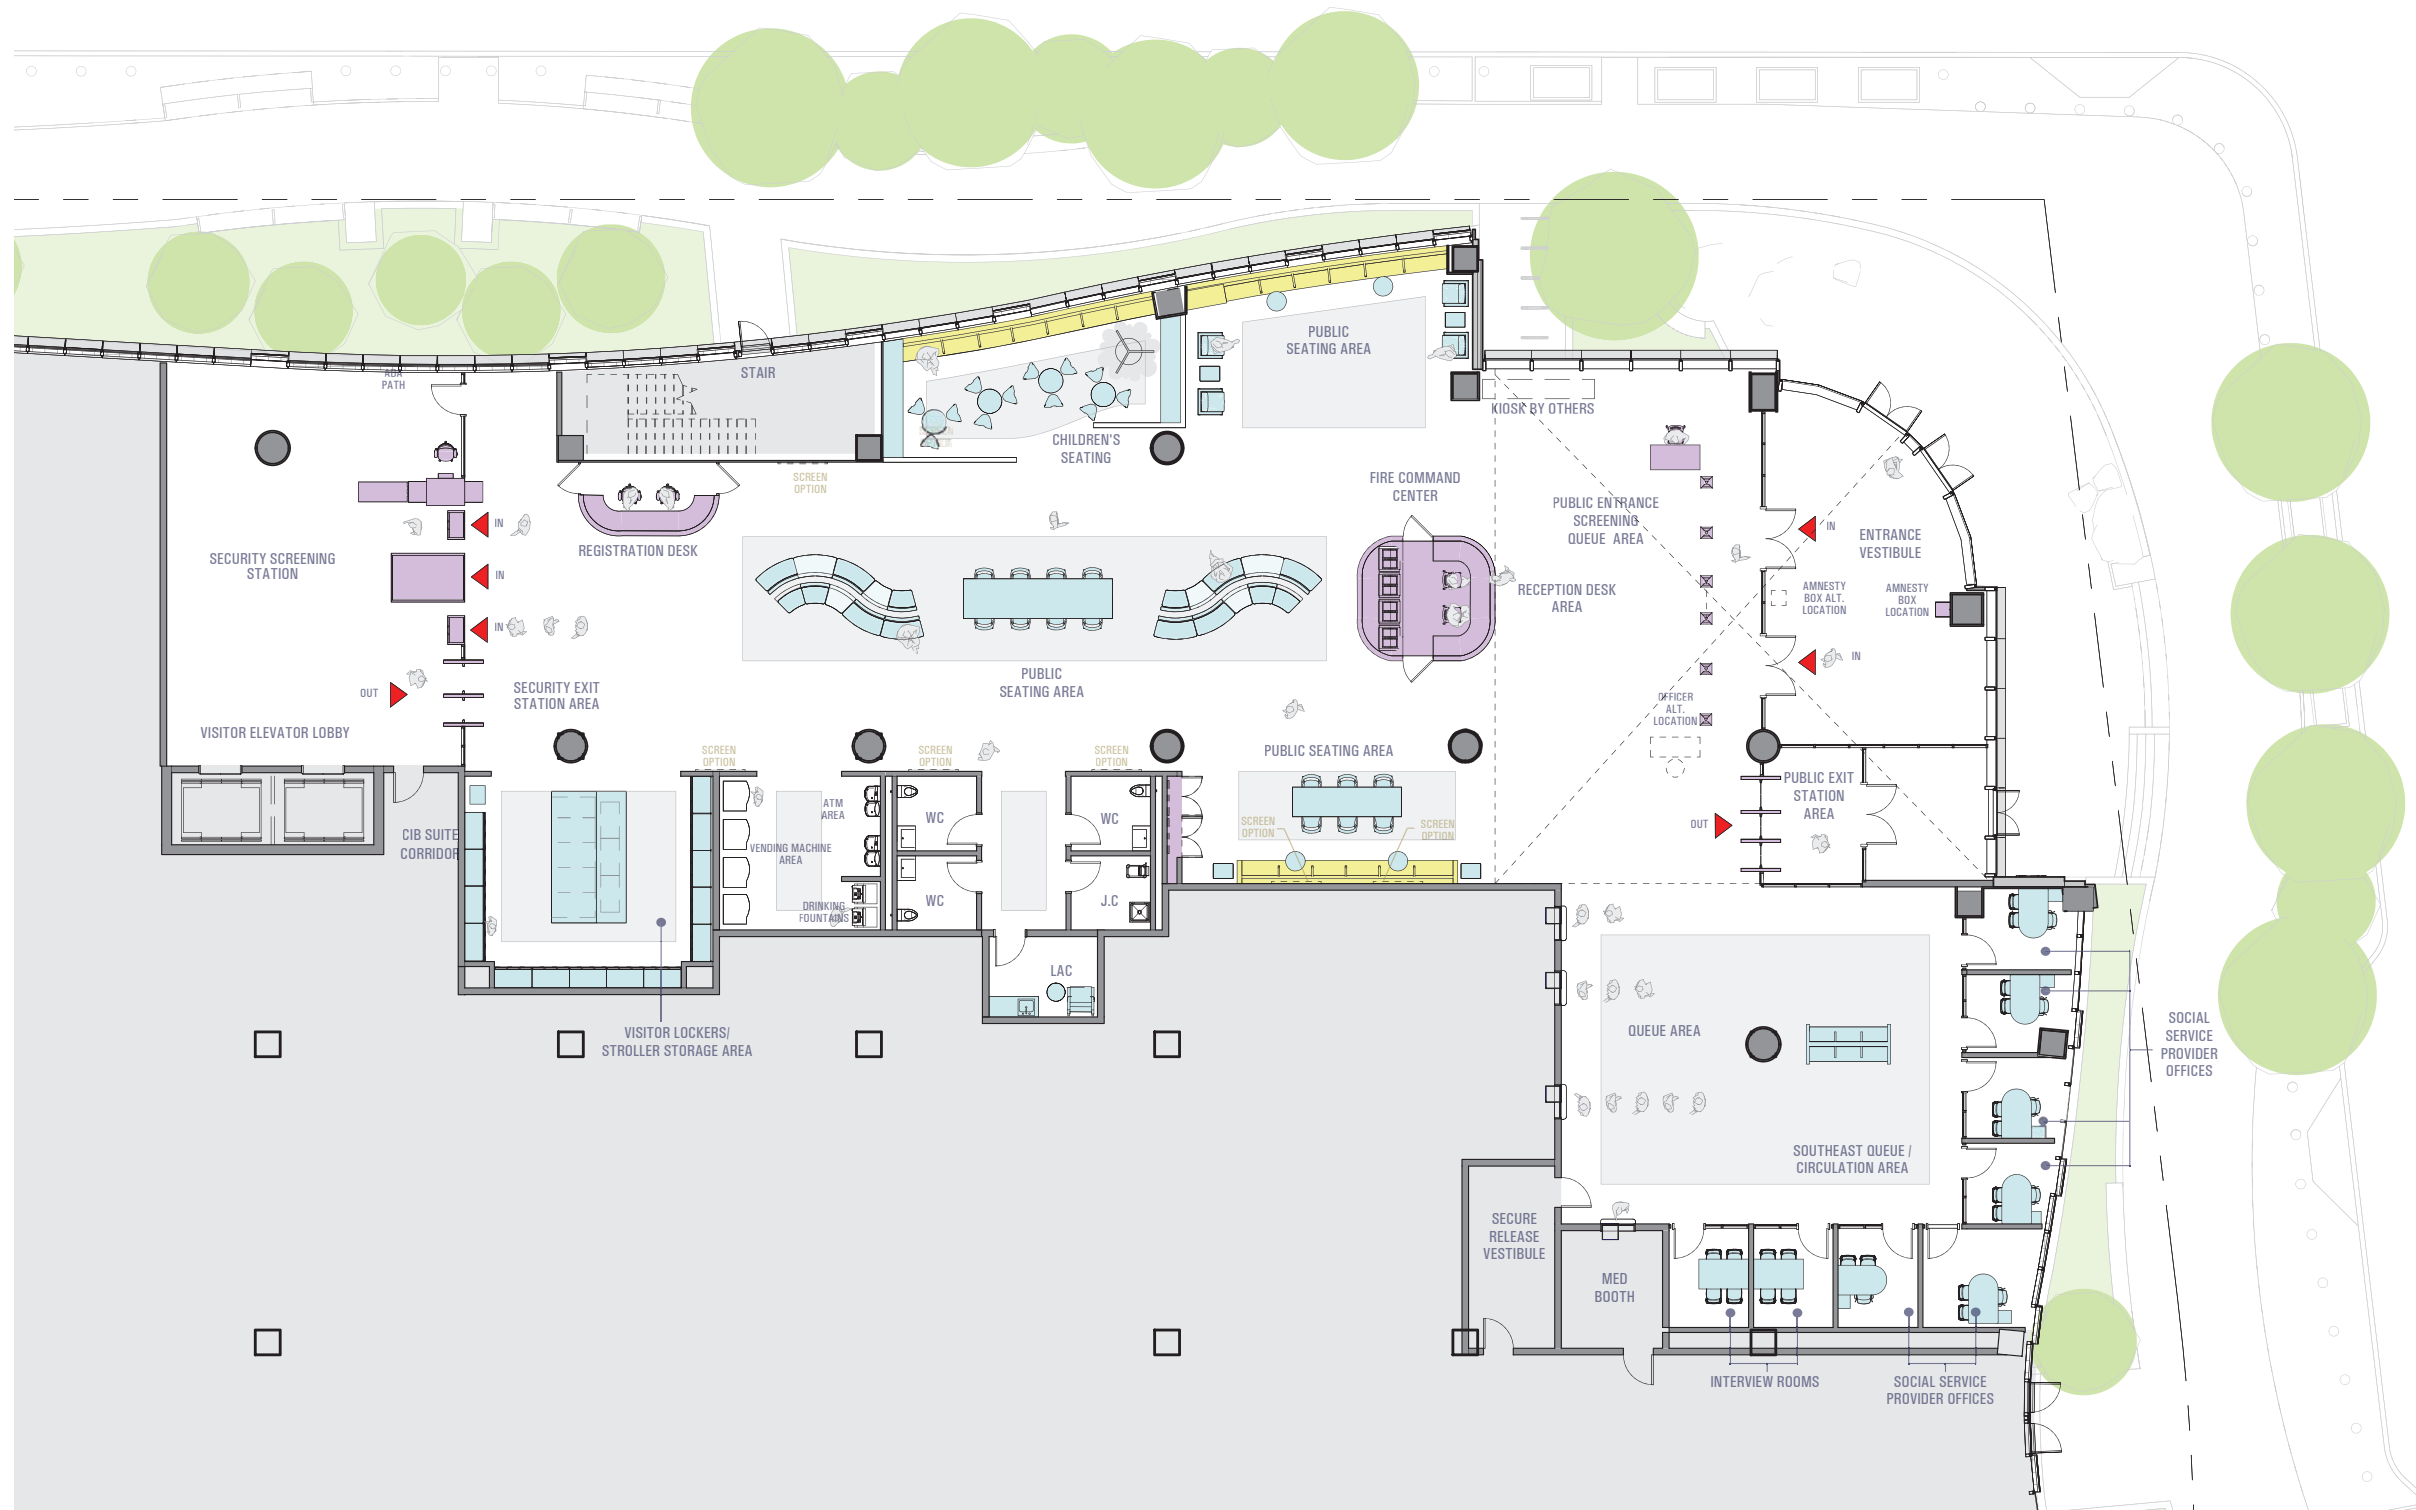 ADA
PATH
STAIR
PUBLIC
SEATING AREA
KIOSK BY OTHERS
CHILDREN'S
SEATING
SCREEN
OPTION
FIRE COMMAND
CENTER
PUBLIC ENTRANCE
SCREENING
QUEUE AREA
IN
IN
IN
REGISTRATION DESK
SECURITY SCREENING
STATION
IN
ENTRANCE
VESTIBULE
AMNESTY
BOX ALT.
LOCATION
AMNESTY
BOX
LOCATION
RECEPTION DESK
AREA
IN
OUT
SECURITY EXIT
STATION AREA
PUBLIC
SEATING AREA
OFFICER
ALT.
LOCATION
VISITOR ELEVATOR LOBBY
SCREEN
OPTION
SCREEN
OPTION
SCREEN
OPTION
PUBLIC SEATING AREA
PUBLIC EXIT
STATION
AREA
OUT
CIB SUITE
CORRIDOR
ATM
AREA
VENDING MACHINE
AREA
WC
WC
SCREEN
OPTION
SCREEN
OPTION
DRINKING
FOUNTAINS
WC
J.C
LAC
VISITOR LOCKERS/
STROLLER STORAGE AREA
QUEUE AREA
SOCIAL
SERVICE
PROVIDER
OFFICES
SOUTHEAST QUEUE /
CIRCULATION AREA
SECURE
RELEASE
VESTIBULE
MED
BOOTH
INTERVIEW ROOMS
SOCIAL SERVICE
PROVIDER OFFICES